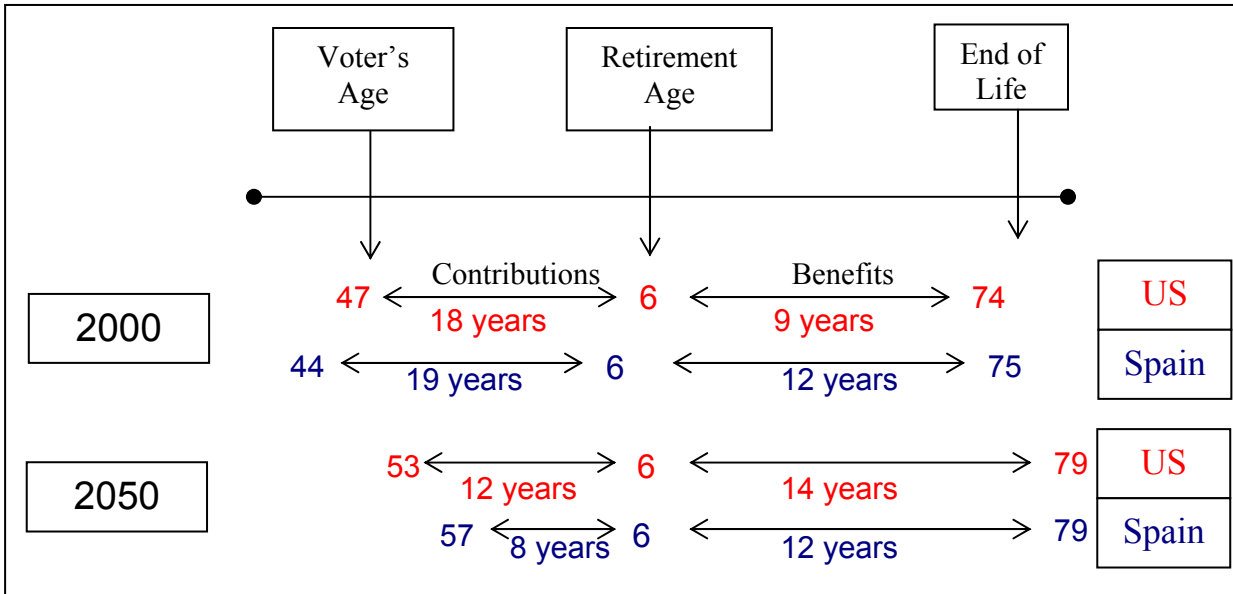 Voter's Age
Retirement Age
End of Life
2000
Contributions
Benefits
47
18 years
6
9 years
74
US
44
19 years
6
12 years
75
Spain
2050
53
12 years
6
14 years
79
US
57
8 years
6
12 years
79
Spain